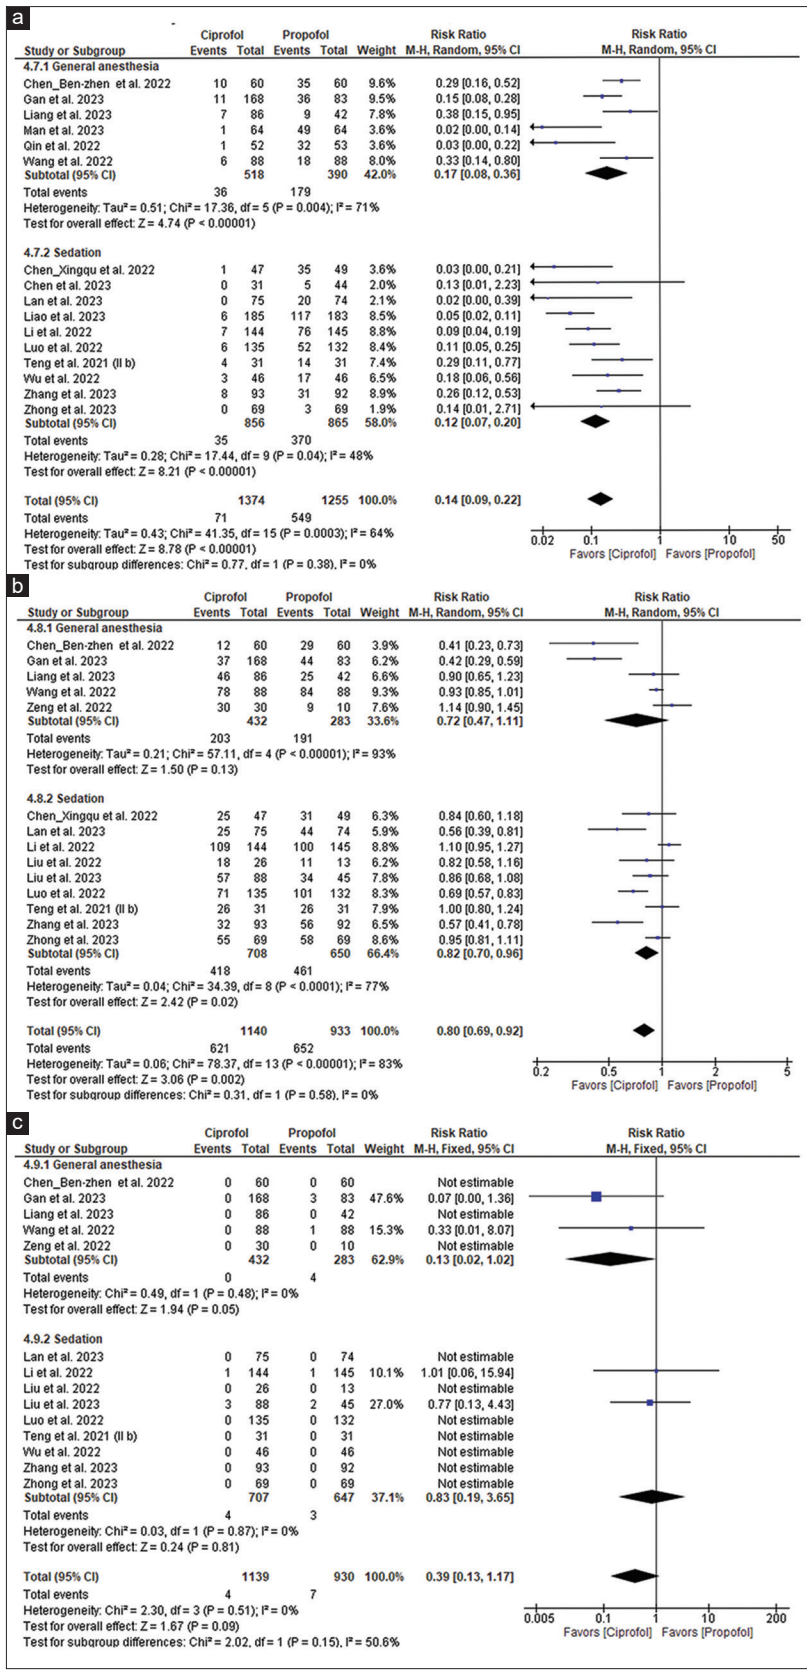 a
Ciprofol Propofol Risk Ratio Risk Ratio
Study or Subgroup Events Total Events Total Weight M-H, Random, 95% CI M-H, Random, 95% CI
4.7.1 General anesthesia
Chen_Ben-zhen et al. 2022 10 60 35 60 9.6% 0.29 [0.16, 0.52]
Gan et al. 2023 11 168 36 83 9.5% 0.15 [0.08, 0.28]
Liang et al. 2023 7 86 9 42 7.8% 0.38 [0.15, 0.95]
Man et al. 2023 1 64 49 64 3.6% 0.02 [0.00, 0.14]
Qin et al. 2022 1 52 32 53 3.6% 0.03 [0.00, 0.22]
Wang et al. 2022 6 88 18 88 8.0% 0.33 [0.14, 0.80]
Subtotal (95% CI) 518 390 42.0% 0.17 [0.08, 0.36]
Total events 36 179
Heterogeneity: Tau² = 0.51; Chi² = 17.36, df = 5 (P = 0.004); I² = 71%
Test for overall effect: Z = 4.74 (P < 0.00001)
4.7.2 Sedation
Chen_Xingqu et al. 2022 1 47 35 49 3.6% 0.03 [0.00, 0.21]
Chen et al. 2023 0 31 5 44 2.0% 0.13 [0.01, 2.23]
Lan et al. 2023 0 75 20 74 2.1% 0.02 [0.00, 0.39]
Liao et al. 2023 6 185 117 183 8.3% 0.05 [0.02, 0.11]
Li et al. 2022 7 144 76 145 8.8% 0.09 [0.04, 0.19]
Luo et al. 2022 6 135 52 132 8.3% 0.11 [0.05, 0.25]
Teng et al. 2021 (II b) 4 31 14 31 7.4% 0.29 [0.11, 0.77]
Wu et al. 2022 3 46 17 46 6.5% 0.18 [0.06, 0.56]
Zhang et al. 2023 8 93 31 92 8.9% 0.26 [0.12, 0.53]
Zhong et al. 2023 0 69 3 69 1.9% 0.14 [0.01, 2.71]
Subtotal (95% CI) 856 865 58.0% 0.12 [0.07, 0.20]
Total events 35 370
Heterogeneity: Tau² = 0.28; Chi² = 17.44, df = 9 (P = 0.04); I² = 48%
Test for overall effect: Z = 8.21 (P < 0.00001)
Total (95% CI) 1374 1255 100.0% 0.14 [0.09, 0.22]
Total events 71 549
Heterogeneity: Tau² = 0.43; Chi² = 41.35, df = 15 (P = 0.0003); I² = 64%
Test for overall effect: Z = 8.78 (P < 0.00001)
Test for subgroup differences: Chi² = 0.77, df = 1 (P = 0.38), I² = 0%
0.02 0.1 1 10 50
Favors [Ciprofol] Favors [Propofol]
b
Ciprofol Propofol Risk Ratio Risk Ratio
Study or Subgroup Events Total Events Total Weight M-H, Random, 95% CI M-H, Random, 95% CI
4.8.1 General anesthesia
Chen_Ben-zhen et al. 2022 12 60 29 60 3.9% 0.41 [0.23, 0.73]
Gan et al. 2023 37 168 44 83 6.2% 0.42 [0.29, 0.59]
Liang et al. 2023 46 86 25 42 6.6% 0.90 [0.65, 1.23]
Wang et al. 2022 78 88 84 88 9.3% 0.93 [0.85, 1.01]
Zeng et al. 2022 30 30 9 10 7.6% 1.14 [0.90, 1.45]
Subtotal (95% CI) 432 283 33.6% 0.72 [0.47, 1.11]
Total events 203 191
Heterogeneity: Tau² = 0.21; Chi² = 57.11, df = 4 (P < 0.00001); I² = 93%
Test for overall effect: Z = 1.50 (P = 0.13)
4.8.2 Sedation
Chen_Xingqu et al. 2022 25 47 31 49 6.3% 0.84 [0.60, 1.18]
Lan et al. 2023 25 75 44 74 5.9% 0.56 [0.39, 0.81]
Li et al. 2022 109 144 100 145 8.8% 1.10 [0.95, 1.27]
Liu et al. 2022 18 26 11 13 6.2% 0.82 [0.58, 1.16]
Liu et al. 2023 57 88 34 45 7.8% 0.86 [0.68, 1.08]
Luo et al. 2022 71 135 101 132 8.4% 0.69 [0.57, 0.83]
Teng et al. 2021 (II b) 26 31 26 31 7.9% 1.00 [0.80, 1.24]
Zhang et al. 2023 32 93 56 92 6.5% 0.57 [0.41, 0.78]
Zhong et al. 2023 55 69 58 69 8.6% 0.95 [0.81, 1.11]
Subtotal (95% CI) 708 650 66.4% 0.82 [0.70, 0.96]
Total events 418 461
Heterogeneity: Tau² = 0.04; Chi² = 34.39, df = 8 (P < 0.0001); I² = 77%
Test for overall effect: Z = 2.42 (P = 0.02)
Total (95% CI) 1140 933 100.0% 0.80 [0.69, 0.92]
Total events 621 652
Heterogeneity: Tau² = 0.06; Chi² = 78.37, df = 13 (P < 0.00001); I² = 83%
Test for overall effect: Z = 3.06 (P = 0.002)
Test for subgroup differences: Chi² = 0.31, df = 1 (P = 0.58), I² = 0%
0.2 0.5 1 2 5
Favors [Ciprofol] Favors [Propofol]
c
Ciprofol Propofol Risk Ratio Risk Ratio
Study or Subgroup Events Total Events Total Weight M-H, Fixed, 95% CI M-H, Fixed, 95% CI
4.9.1 General anesthesia
Chen_Ben-zhen et al. 2022 0 60 0 60 Not estimable
Gan et al. 2023 0 168 3 83 47.6% 0.07 [0.00, 1.36]
Liang et al. 2023 0 86 0 42 Not estimable
Wang et al. 2022 0 88 1 88 15.3% 0.33 [0.01, 8.07]
Zeng et al. 2022 0 30 0 10 Not estimable
Subtotal (95% CI) 432 283 62.9% 0.13 [0.02, 1.02]
Total events 0 4
Heterogeneity: Chi² = 0.49, df = 1 (P = 0.48); I² = 0%
Test for overall effect: Z = 1.94 (P = 0.05)
4.9.2 Sedation
Lan et al. 2023 0 75 0 74 Not estimable
Li et al. 2022 1 144 1 145 10.1% 1.01 [0.06, 15.94]
Liu et al. 2022 0 26 0 13 Not estimable
Liu et al. 2023 3 88 2 45 27.0% 0.77 [0.13, 4.43]
Luo et al. 2022 0 135 0 132 Not estimable
Teng et al. 2021 (II b) 0 31 0 31 Not estimable
Wu et al. 2022 0 46 0 46 Not estimable
Zhang et al. 2023 0 93 0 92 Not estimable
Zhong et al. 2023 0 69 0 69 Not estimable
Subtotal (95% CI) 707 647 37.1% 0.83 [0.19, 3.65]
Total events 4 3
Heterogeneity: Chi² = 0.03, df = 1 (P = 0.87); I² = 0%
Test for overall effect: Z = 0.24 (P = 0.81)
Total (95% CI) 1139 930 100.0% 0.39 [0.13, 1.17]
Total events 4 7
Heterogeneity: Chi² = 2.30, df = 3 (P = 0.51); I² = 0%
Test for overall effect: Z = 1.67 (P = 0.09)
Test for subgroup differences: Chi² = 2.02, df = 1 (P = 0.15), I² = 50.6%
0.005 0.1 1 10 200
Favors [Ciprofol] Favors [Propofol]